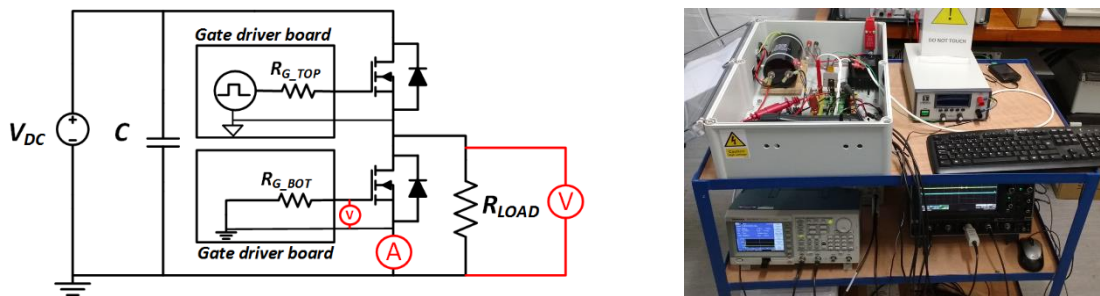 Gate driver board
R_G_TOP
V_DC
C
R_G_BOT
V
R_LOAD
V
A
Gate driver board
DO NOT TOUCH